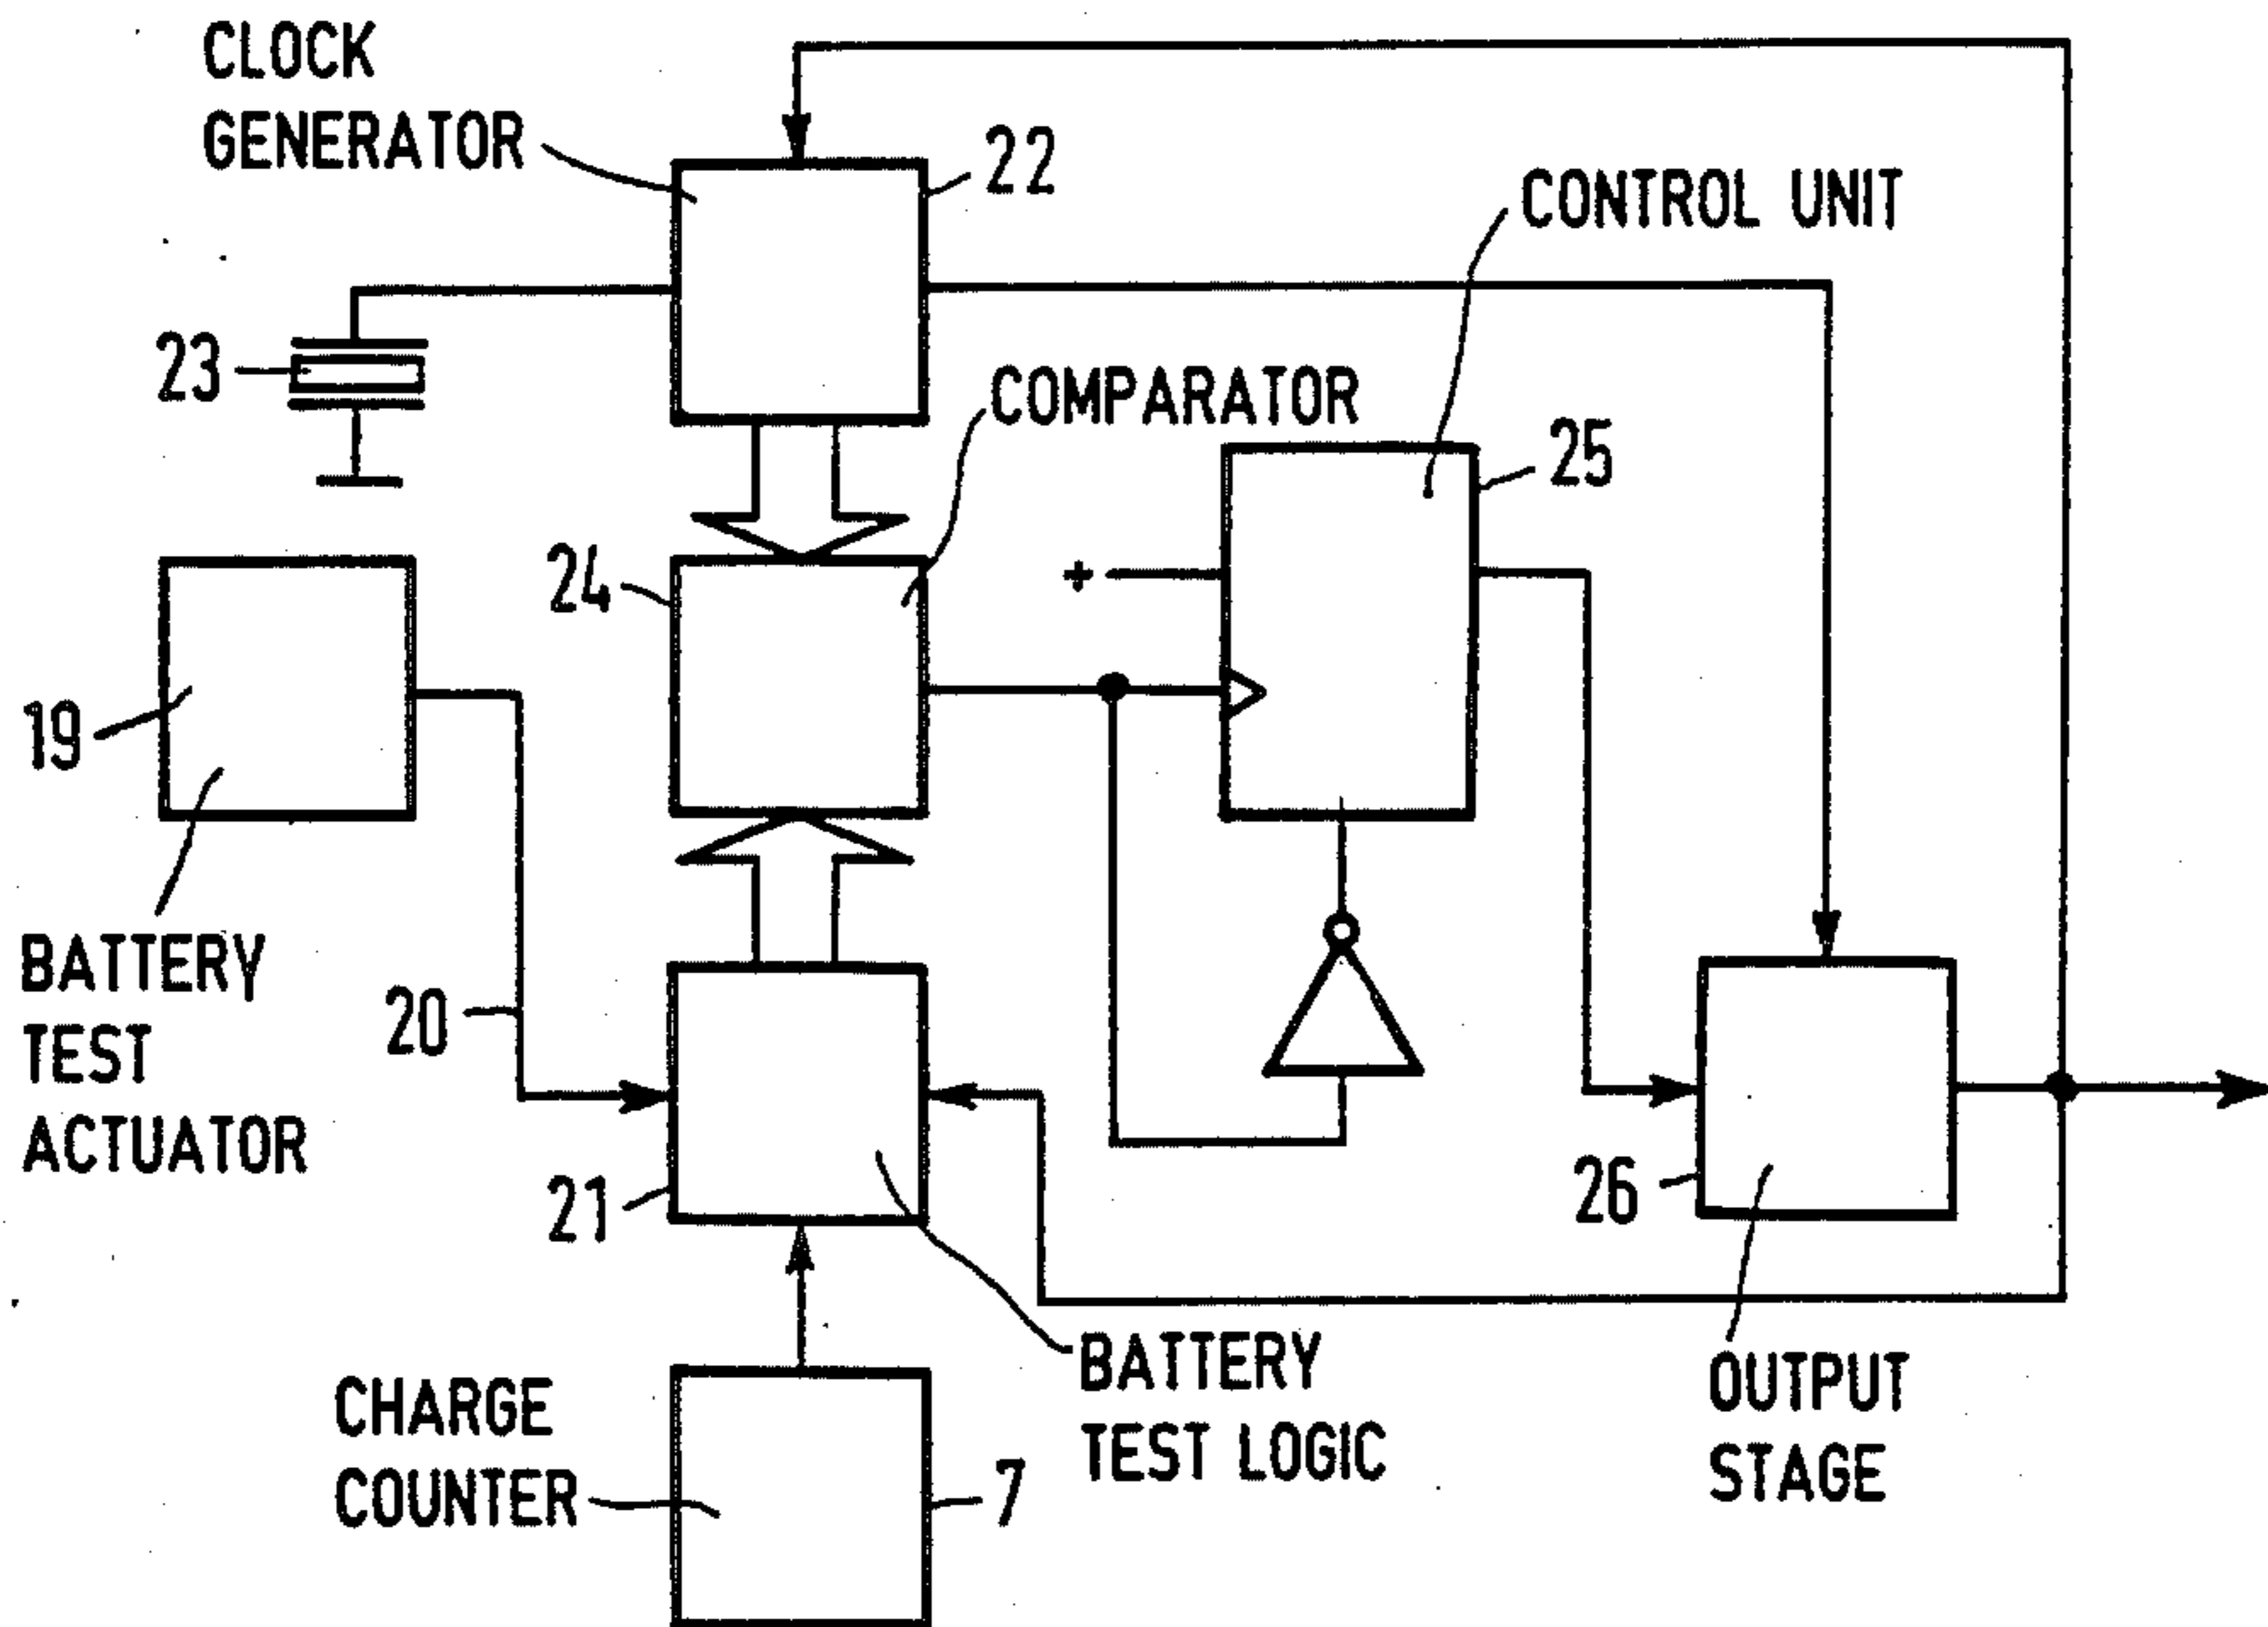 CLOCK
GENERATOR
22
CONTROL UNIT
23
COMPARATOR
25
24
+
19
BATTERY
TEST
ACTUATOR
20
21
26
BATTERY
TEST LOGIC
OUTPUT
STAGE
CHARGE
COUNTER
7